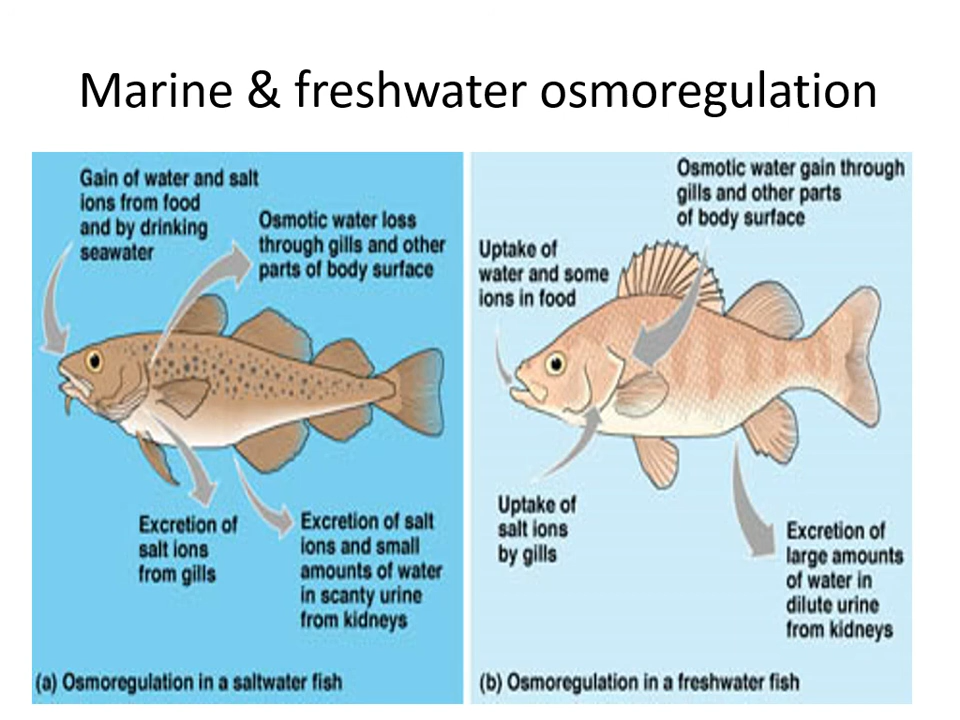 Marine & freshwater osmoregulation
Gain of water and salt
ions from food
and by drinking
seawater
Osmotic water loss
through gills and other
parts of body surface
Excretion of
salt ions
from gills
Excretion of salt
ions and small
amounts of water
in scanty urine
from kidneys
(a) Osmoregulation in a saltwater fish
Osmotic water gain through
gills and other parts
of body surface
Uptake of
water and some
ions in food
Uptake of
salt ions
by gills
Excretion of
large amounts
of water in
dilute urine
from kidneys
(b) Osmoregulation in a freshwater fish